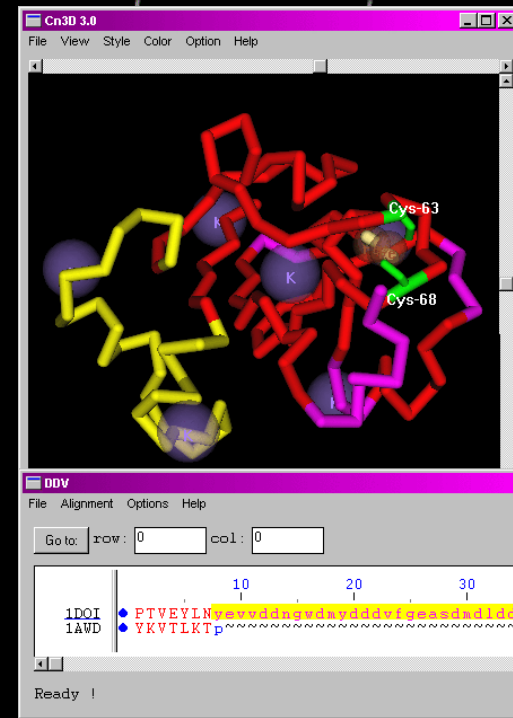 Cn3D 3.0
File View Style Color Option Help
Cys-63
K
K
Cys-68
K
K
DDV
File Alignment Options Help
Go to: row: 0 col: 0
10 20 30
1DOI PTVEYLNyevvddngwdmydddvfgeasdmdldd
1AWD YKVTLKTp~~~~~~~~~~~~~~~~~~~~~~~~~~
Ready !